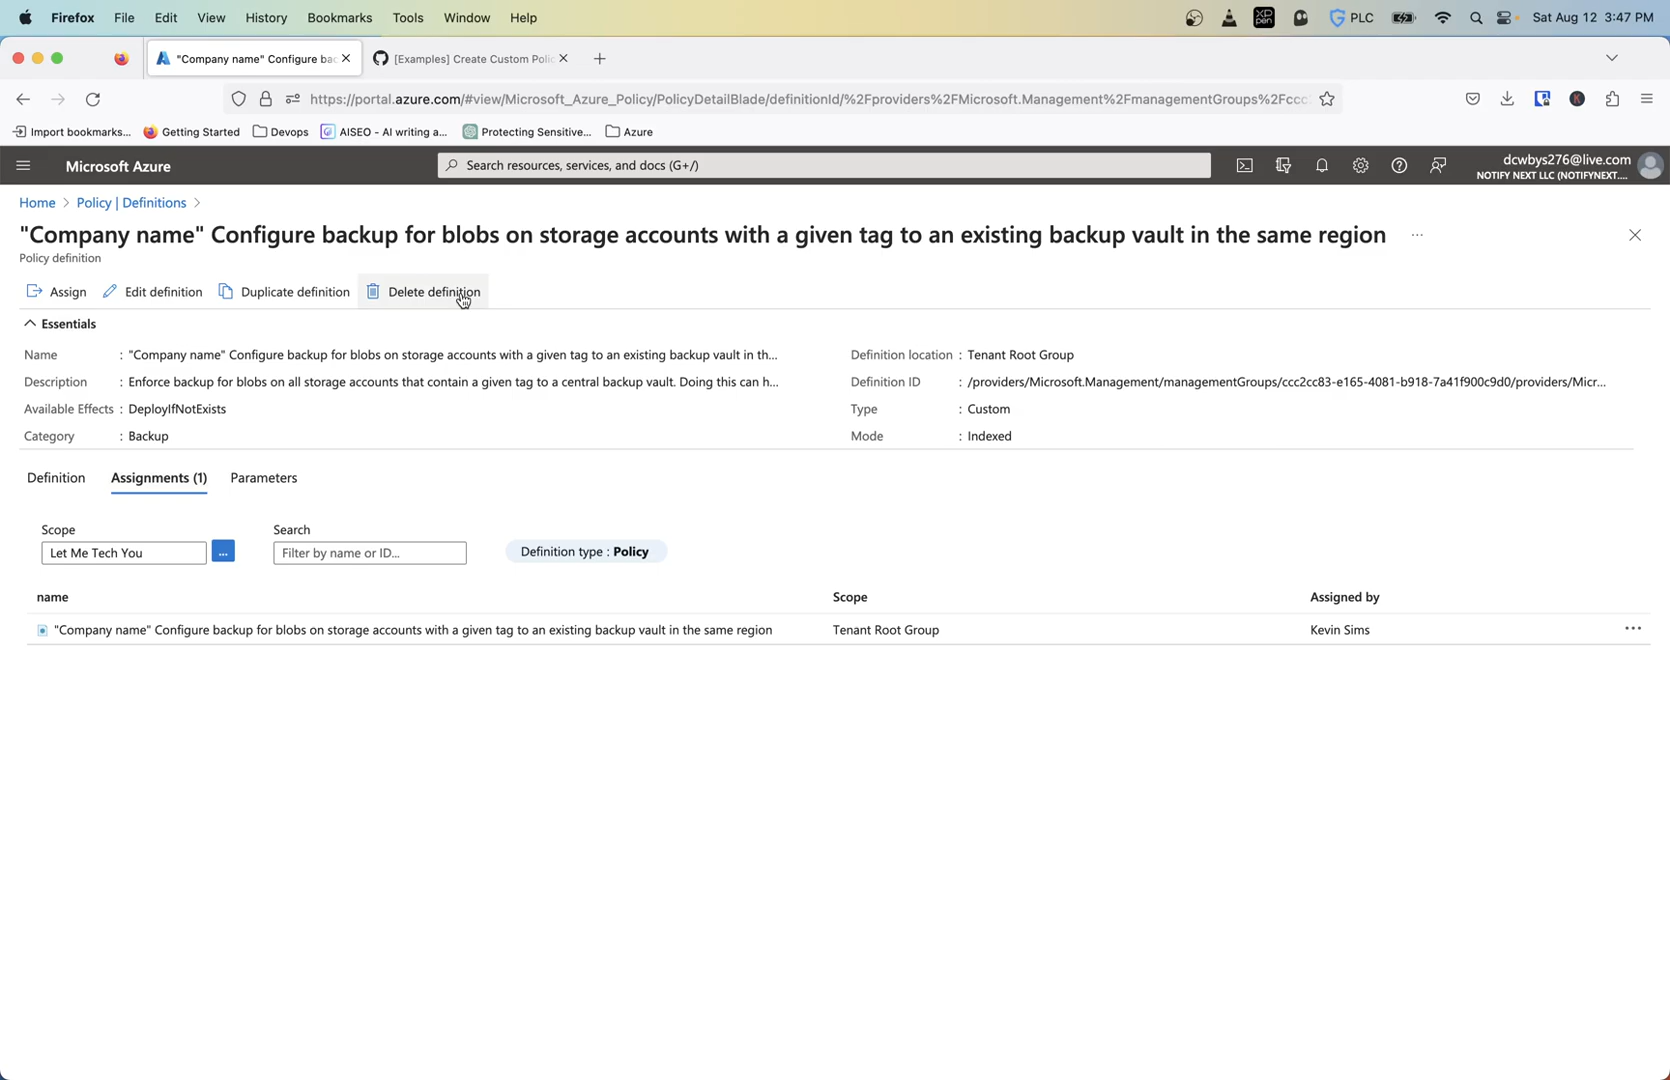 Firefox File Edit View History Bookmarks Tools Window Help PLC Sat Aug 12 3:47 PM
"Company name" Configure bac [Examples] Create Custom Polic
https://portal.azure.com/#view/Microsoft_Azure_Policy/PolicyDetailBlade/definitionId/%2Fproviders%2FMicrosoft.Management%2FmanagementGroups%2Fccc2
Import bookmarks... Getting Started Devops AISEO - AI writing a... Protecting Sensitive... Azure
Microsoft Azure Search resources, services, and docs (G+/) dcwbys276@live.com
NOTIFY NEXT LLC (NOTIFYNEXT....
Home > Policy | Definitions >
"Company name" Configure backup for blobs on storage accounts with a given tag to an existing backup vault in the same region ...
Policy definition
Assign Edit definition Duplicate definition Delete definition
Essentials
Name : "Company name" Configure backup for blobs on storage accounts with a given tag to an existing backup vault in th... Definition location : Tenant Root Group
Description : Enforce backup for blobs on all storage accounts that contain a given tag to a central backup vault. Doing this can h... Definition ID : /providers/Microsoft.Management/managementGroups/ccc2cc83-e165-4081-b918-7a41f900c9d0/providers/Micr...
Available Effects : DeployIfNotExists Type : Custom
Category : Backup Mode : Indexed
Definition Assignments (1) Parameters
Scope Search
Let Me Tech You ... Filter by name or ID... Definition type : Policy
name Scope Assigned by
"Company name" Configure backup for blobs on storage accounts with a given tag to an existing backup vault in the same region Tenant Root Group Kevin Sims ...